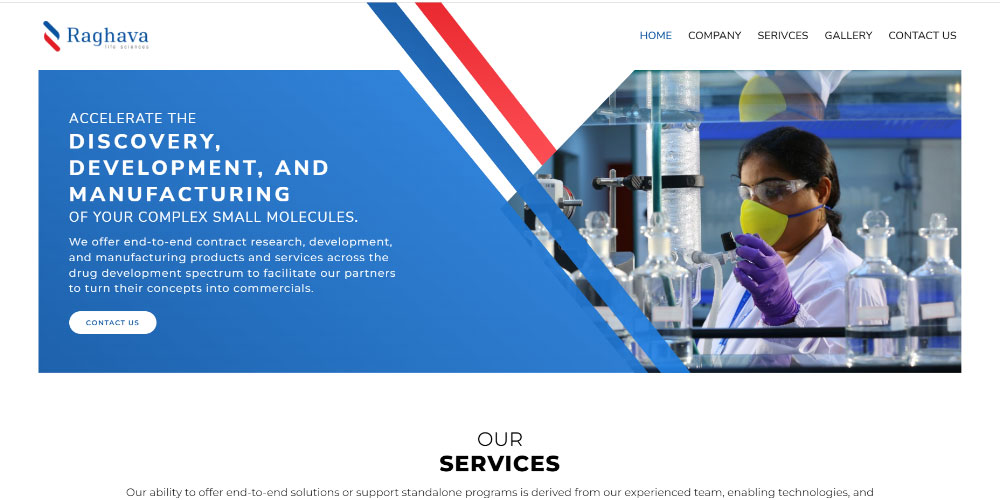 Raghava
life sciences
HOME COMPANY SERIVCES GALLERY CONTACT US
ACCELERATE THE
DISCOVERY,
DEVELOPMENT, AND
MANUFACTURING
OF YOUR COMPLEX SMALL MOLECULES.
We offer end-to-end contract research, development,
and manufacturing products and services across the
drug development spectrum to facilitate our partners
to turn their concepts into commercials.
CONTACT US
OUR
SERVICES
Our ability to offer end-to-end solutions or support standalone programs is derived from our experienced team, enabling technologies, and